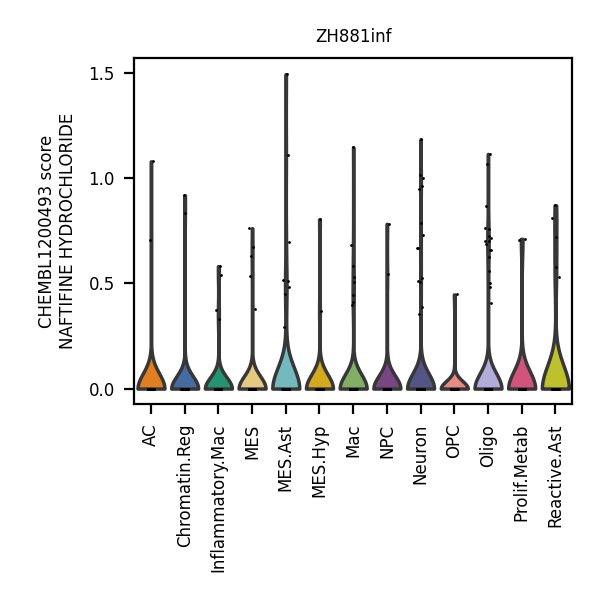 ZH881inf
CHEMBL1200493 score
NAFTIFINE HYDROCHLORIDE
1.5
1.0
0.5
0.0
AC
Chromatin.Reg
Inflammatory.Mac
MES
MES.Ast
MES.Hyp
Mac
NPC
Neuron
OPC
Oligo
Prolif.Metab
Reactive.Ast